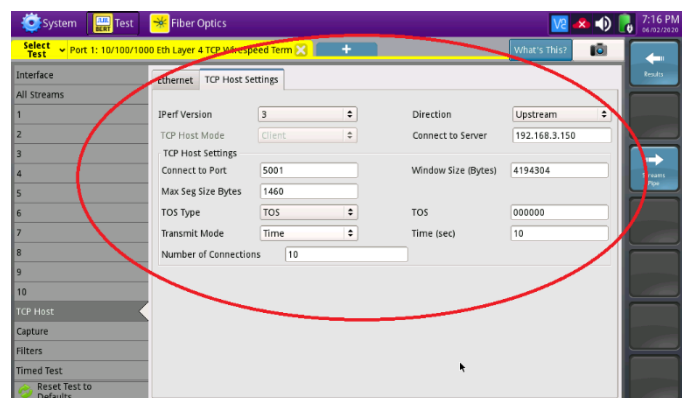 System Test Fiber Optics 7:16 PM
06/02/2020
Select Test Port 1: 10/100/1000 Eth Layer 4 TCP Wirespeed Term + What's This?
Results
Interface
Ethernet TCP Host Settings
All Streams
1
IPerf Version 3 Direction Upstream
2
TCP Host Mode Client Connect to Server 192.168.3.150
3
TCP Host Settings
4
Connect to Port 5001 Window Size (Bytes) 4194304
Streams
Pipe
5
Max Seg Size Bytes 1460
6
TOS Type TOS TOS 000000
7
Transmit Mode Time Time (sec) 10
8
Number of Connections 10
9
10
TCP Host
Capture
Filters
Timed Test
Reset Test to
Defaults